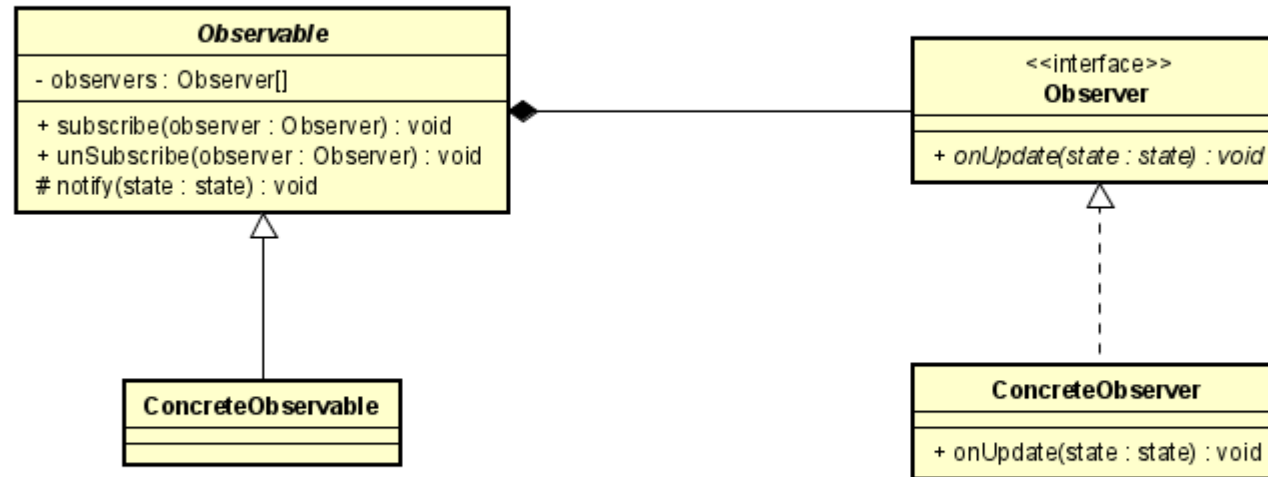 Observable
- observers : Observer[]
+ subscribe(observer : Observer) : void
+ unSubscribe(observer : Observer) : void
# notify(state : state) : void
<<interface>>
Observer
+ onUpdate(state : state) : void
ConcreteObservable
ConcreteObserver
+ onUpdate(state : state) : void